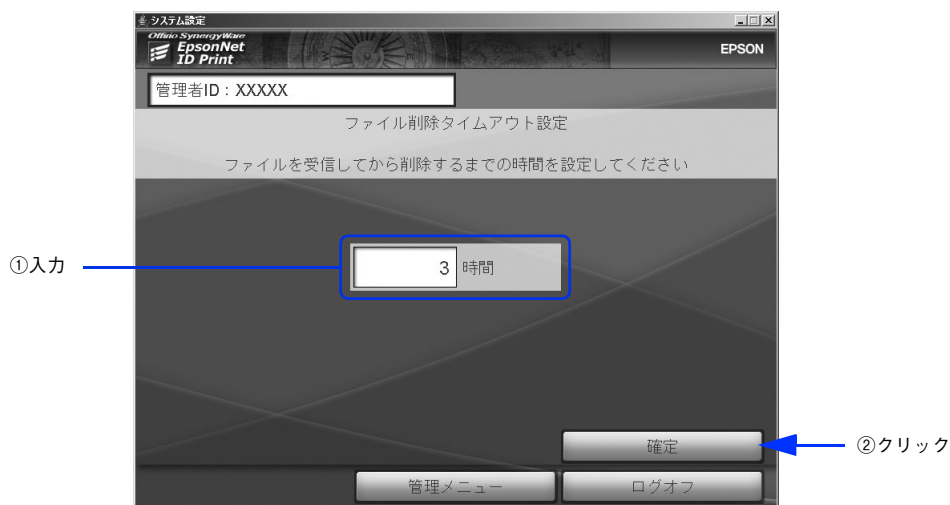 システム設定
Offirio SynergyWare
EpsonNet
ID Print
EPSON
管理者ID：XXXXX
ファイル削除タイムアウト設定
ファイルを受信してから削除するまでの時間を設定してください
①入力
3 時間
確定
②クリック
管理メニュー
ログオフ